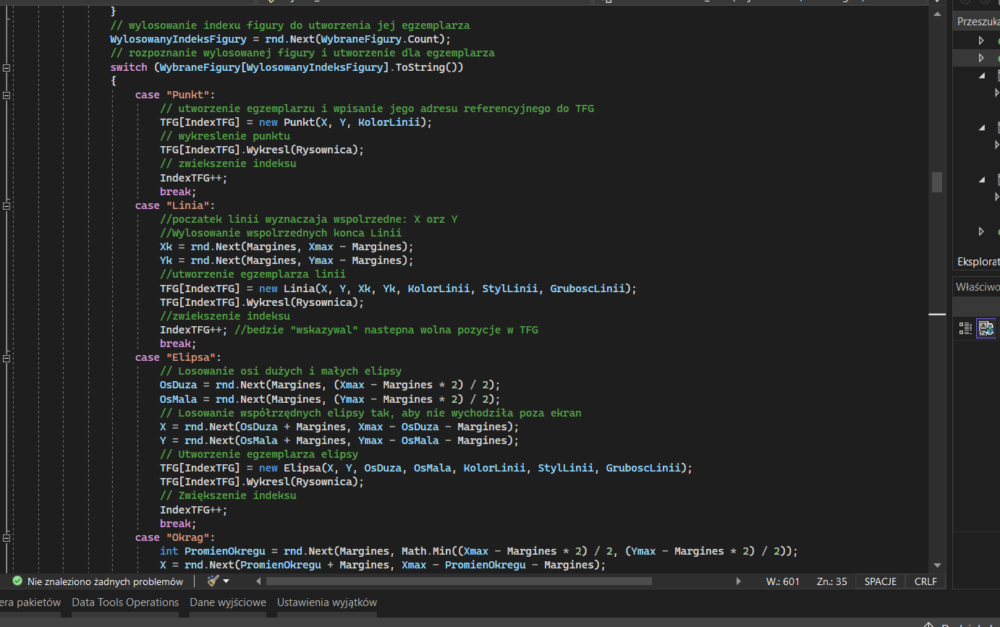 }
// wylosowanie indexu figury do utworzenia jej egzemplarza
WylosowanyIndeksFigury = rnd.Next(WybraneFigury.Count);
// rozpoznanie wylosowanej figury i utworzenie dla egzemplarza
switch (WybraneFigury[WylosowanyIndeksFigury].ToString())
{
case "Punkt":
// utworzenie egzemplarzu i wpisanie jego adresu referencyjnego do TFG
TFG[IndexTFG] = new Punkt(X, Y, KolorLinii);
// wykreslenie punktu
TFG[IndexTFG].Wykresl(Rysownica);
// zwiekszenie indeksu
IndexTFG++;
break;
case "Linia":
//poczatek linii wyznaczaja wspolrzedne: X orz Y
//Wylosowanie wspolrzednych konca Linii
Xk = rnd.Next(Margines, Xmax - Margines);
Yk = rnd.Next(Margines, Ymax - Margines);
//utworzenie egzemplarza linii
TFG[IndexTFG] = new Linia(X, Y, Xk, Yk, KolorLinii, StylLinii, GruboscLinii);
TFG[IndexTFG].Wykresl(Rysownica);
//zwiekszenie indeksu
IndexTFG++; //bedzie "wskazywal" nastepna wolna pozycje w TFG
break;
case "Elipsa":
// Losowanie osi dużych i małych elipsy
OsDuza = rnd.Next(Margines, (Xmax - Margines * 2) / 2);
OsMala = rnd.Next(Margines, (Ymax - Margines * 2) / 2);
// Losowanie współrzędnych elipsy tak, aby nie wychodziła poza ekran
X = rnd.Next(OsDuza + Margines, Xmax - OsDuza - Margines);
Y = rnd.Next(OsMala + Margines, Ymax - OsMala - Margines);
// Utworzenie egzemplarza elipsy
TFG[IndexTFG] = new Elipsa(X, Y, OsDuza, OsMala, KolorLinii, StylLinii, GruboscLinii);
TFG[IndexTFG].Wykresl(Rysownica);
// Zwiększenie indeksu
IndexTFG++;
break;
case "Okrag":
int PromienOkregu = rnd.Next(Margines, Math.Min((Xmax - Margines * 2) / 2, (Ymax - Margines * 2) / 2));
X = rnd.Next(PromienOkregu + Margines, Xmax - PromienOkregu - Margines);
Przeszuka
Eksplorat
Właściwo
Nie znaleziono żadnych problemów
W.: 601 Zn.: 35 SPACJE CRLF
era pakietów Data Tools Operations Dane wyjściowe Ustawienia wyjątków